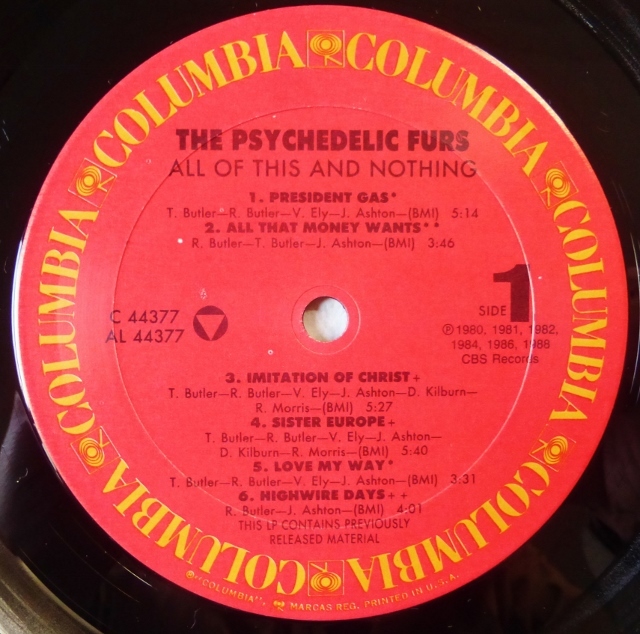 COLUMBIA COLUMBIA COLUMBIA COLUMBIA COLUMBIA COLUMBIA COLUMBIA
THE PSYCHEDELIC FURS
ALL OF THIS AND NOTHING
1. PRESIDENT GAS*
T. Butler—R. Butler—V. Ely—J. Ashton—(BMI) 5:14
2. ALL THAT MONEY WANTS**
R. Butler—T. Butler—J. Ashton—(BMI) 3:46
C 44377
AL 44377
SIDE 1
℗1980, 1981, 1982,
1984, 1986, 1988
CBS Records
3. IMITATION OF CHRIST+
T. Butler—R. Butler—V. Ely—J. Ashton—D. Kilburn—
R. Morris—(BMI) 5:27
4. SISTER EUROPE+
T. Butler—R. Butler—V. Ely—J. Ashton—
D. Kilburn—R. Morris—(BMI) 5:40
5. LOVE MY WAY*
T. Butler—R. Butler—V. Ely—J. Ashton—(BMI) 3:31
6. HIGHWIRE DAYS++
R. Butler—J. Ashton—(BMI) 4:01
THIS LP CONTAINS PREVIOUSLY
RELEASED MATERIAL
®"COLUMBIA", MARCAS REG. PRINTED IN U.S.A.